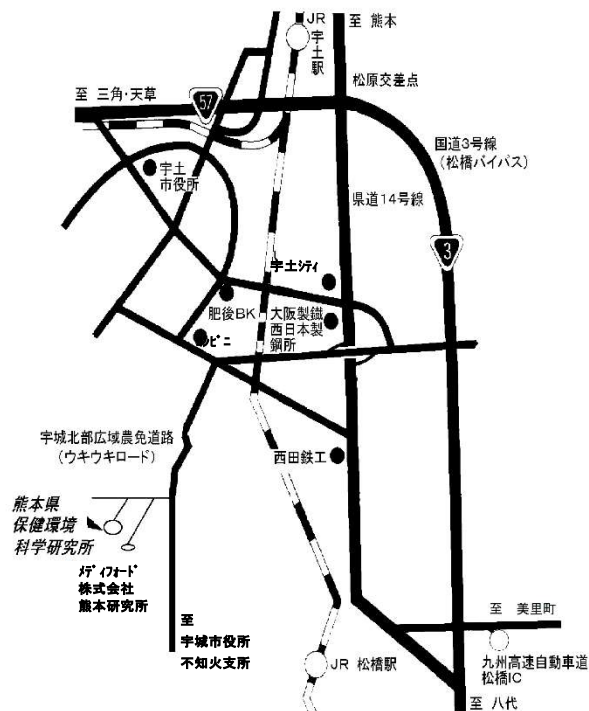 JR
宇土駅
至 熊本
松原交差点
至 三角・天草
57
国道3号線
(松橋バイパス)
宇土
市役所
県道14号線
3
宇土シティ
肥後BK
大阪製鐵
西日本製
鋼所
コンビニ
宇城北部広域農免道路
(ウキウキロード)
西田鉄工
熊本県
保健環境
科学研究所
メディフォード
株式会社
熊本研究所
至
宇城市役所
不知火支所
至 美里町
JR 松橋駅
九州高速自動車道
松橋IC
至 八代